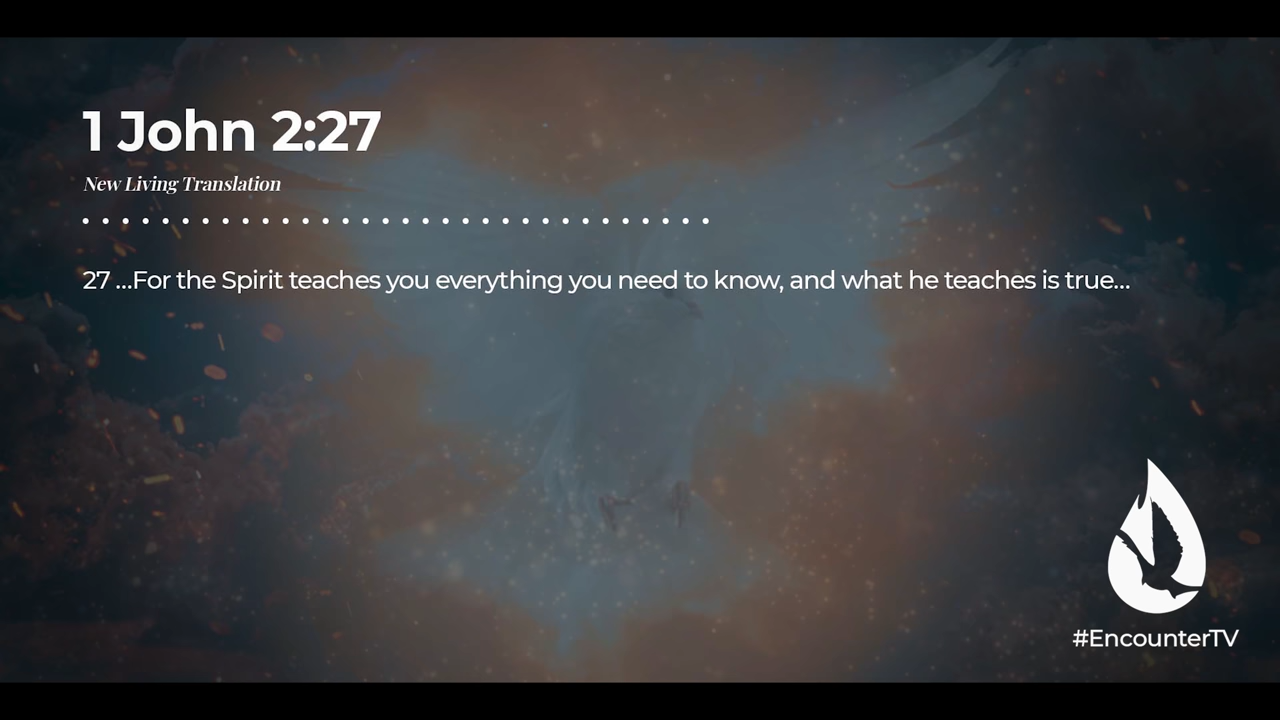 1 John 2:27
New Living Translation
27 ...For the Spirit teaches you everything you need to know, and what he teaches is true...
#EncounterTV